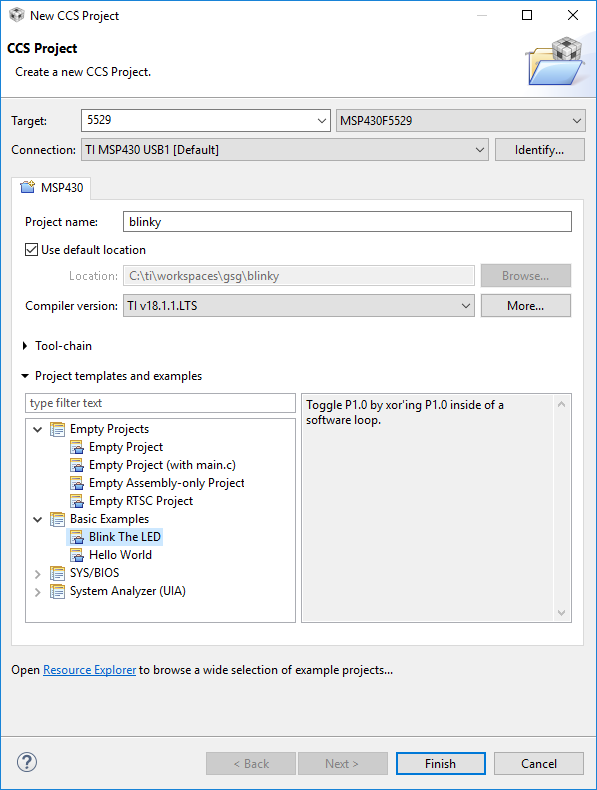 New CCS Project
CCS Project
Create a new CCS Project.
Target: 5529 MSP430F5529
Connection: TI MSP430 USB1 [Default] Identify...
MSP430
Project name: blinky
Use default location
Location: C:\ti\workspaces\gsg\blinky Browse...
Compiler version: TI v18.1.1.LTS More...
Tool-chain
Project templates and examples
type filter text
Empty Projects
Empty Project
Empty Project (with main.c)
Empty Assembly-only Project
Empty RTSC Project
Basic Examples
Blink The LED
Hello World
SYS/BIOS
System Analyzer (UIA)
Toggle P1.0 by xor'ing P1.0 inside of a
software loop.
Open Resource Explorer to browse a wide selection of example projects...
? < Back Next > Finish Cancel